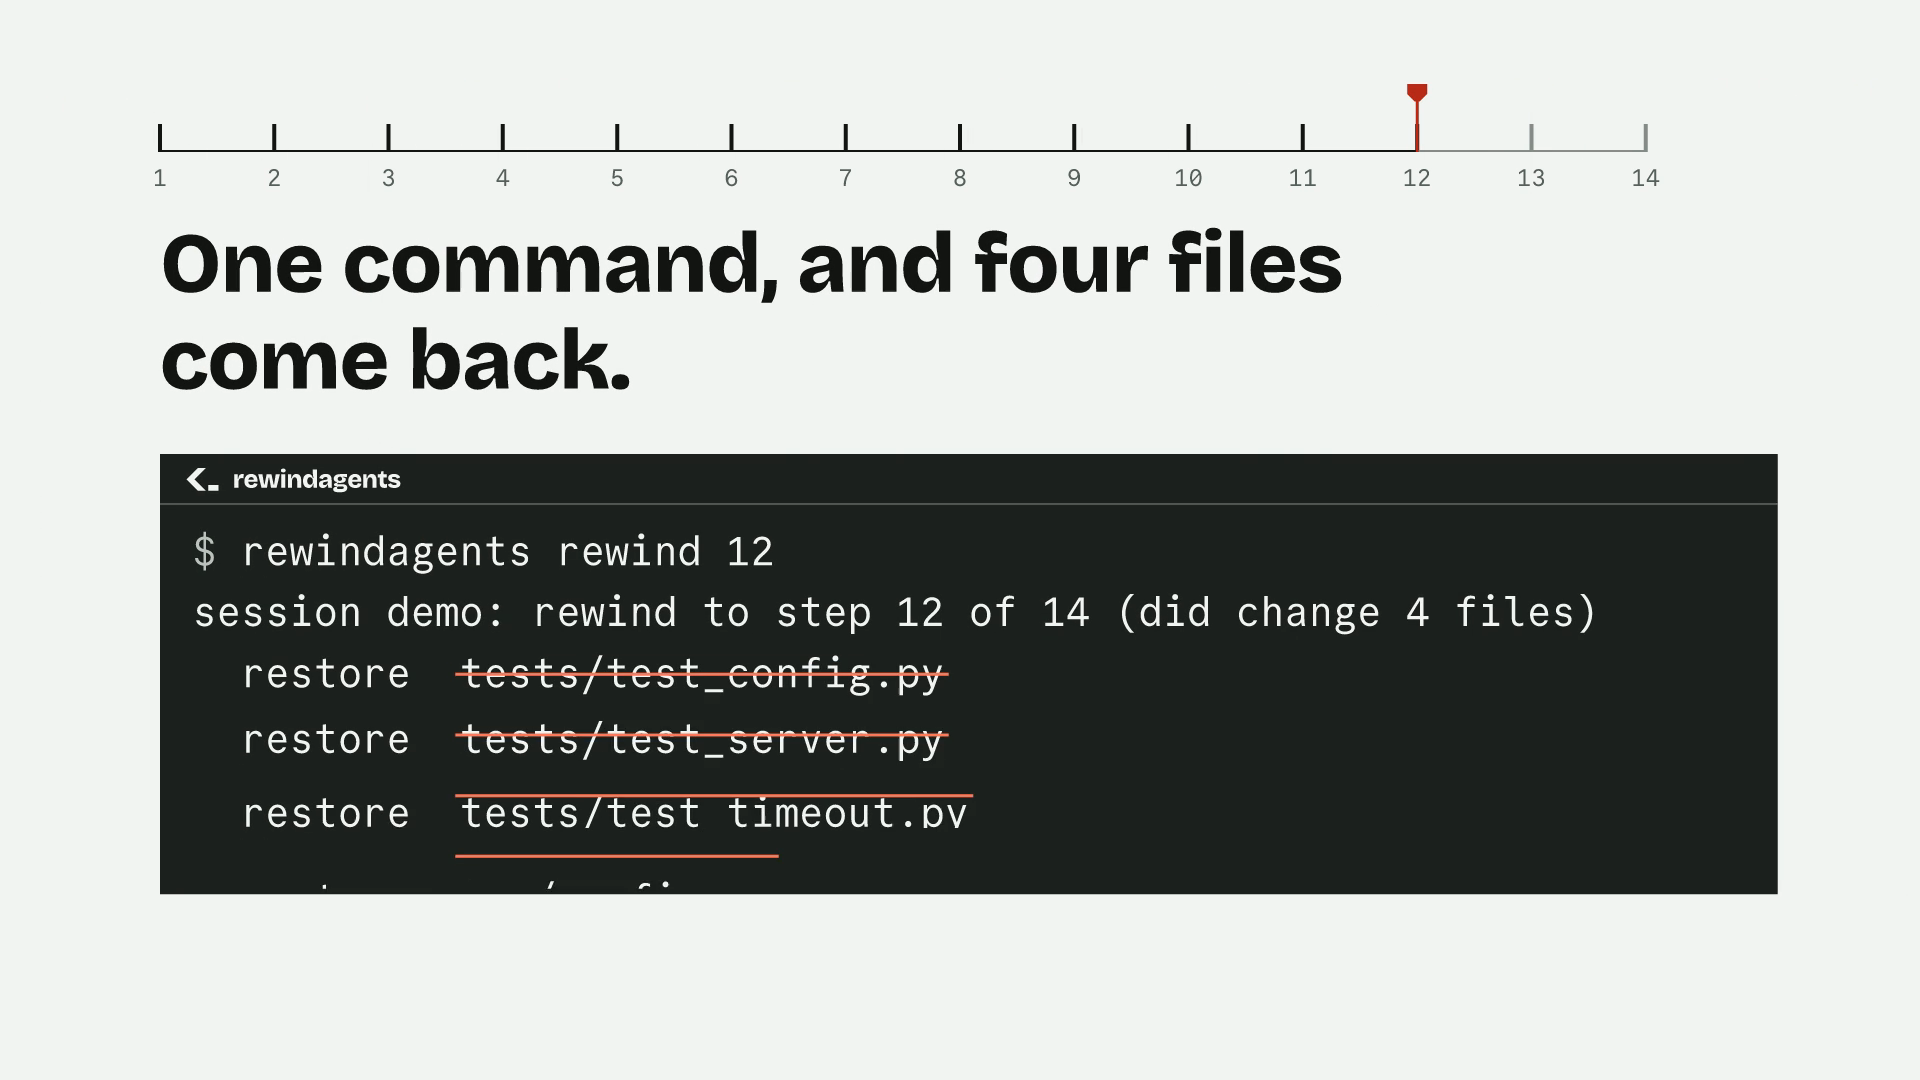 1 2 3 4 5 6 7 8 9 10 11 12 13 14
One command, and four files
come back.
rewindagents
$ rewindagents rewind 12
session demo: rewind to step 12 of 14 (did change 4 files)
restore tests/test_config.py
restore tests/test_server.py
restore tests/test timeout.py